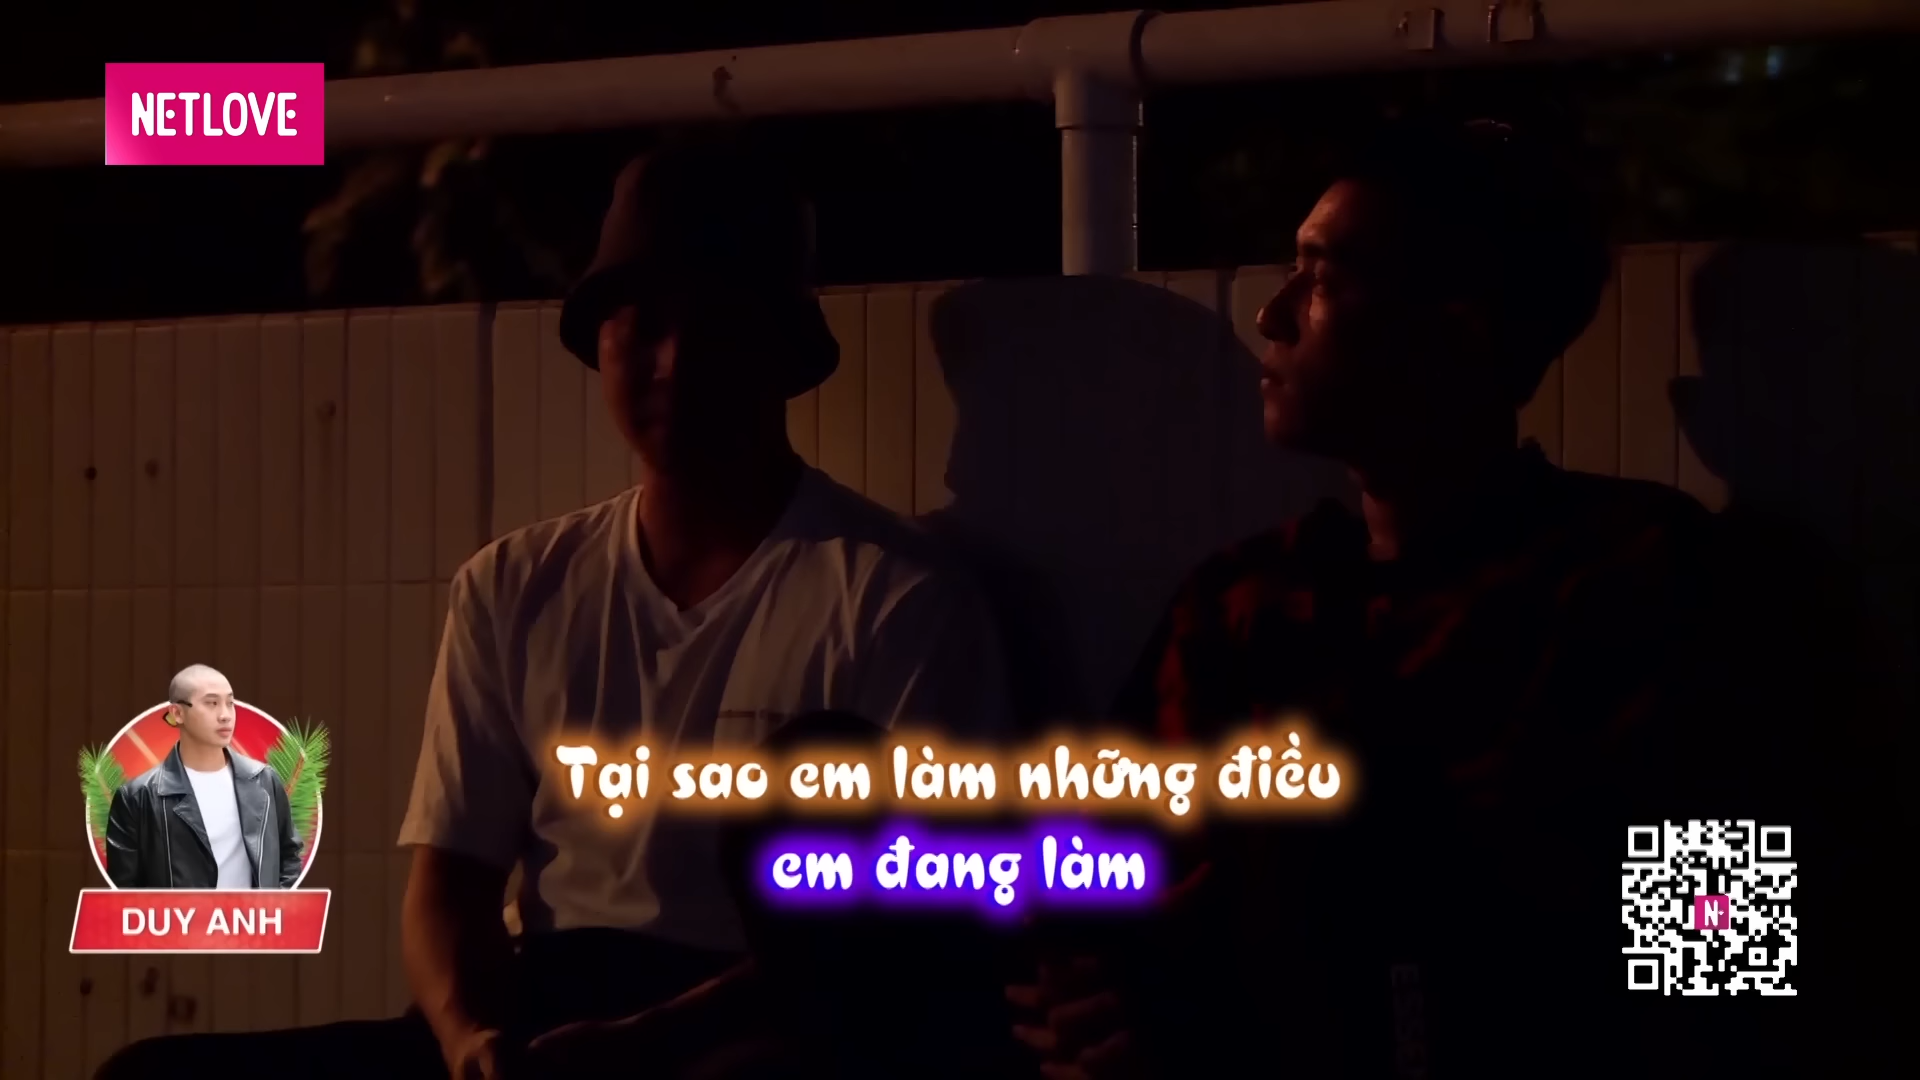 NETLOVE
Tại sao em làm những điều
em đang làm
DUY ANH
N